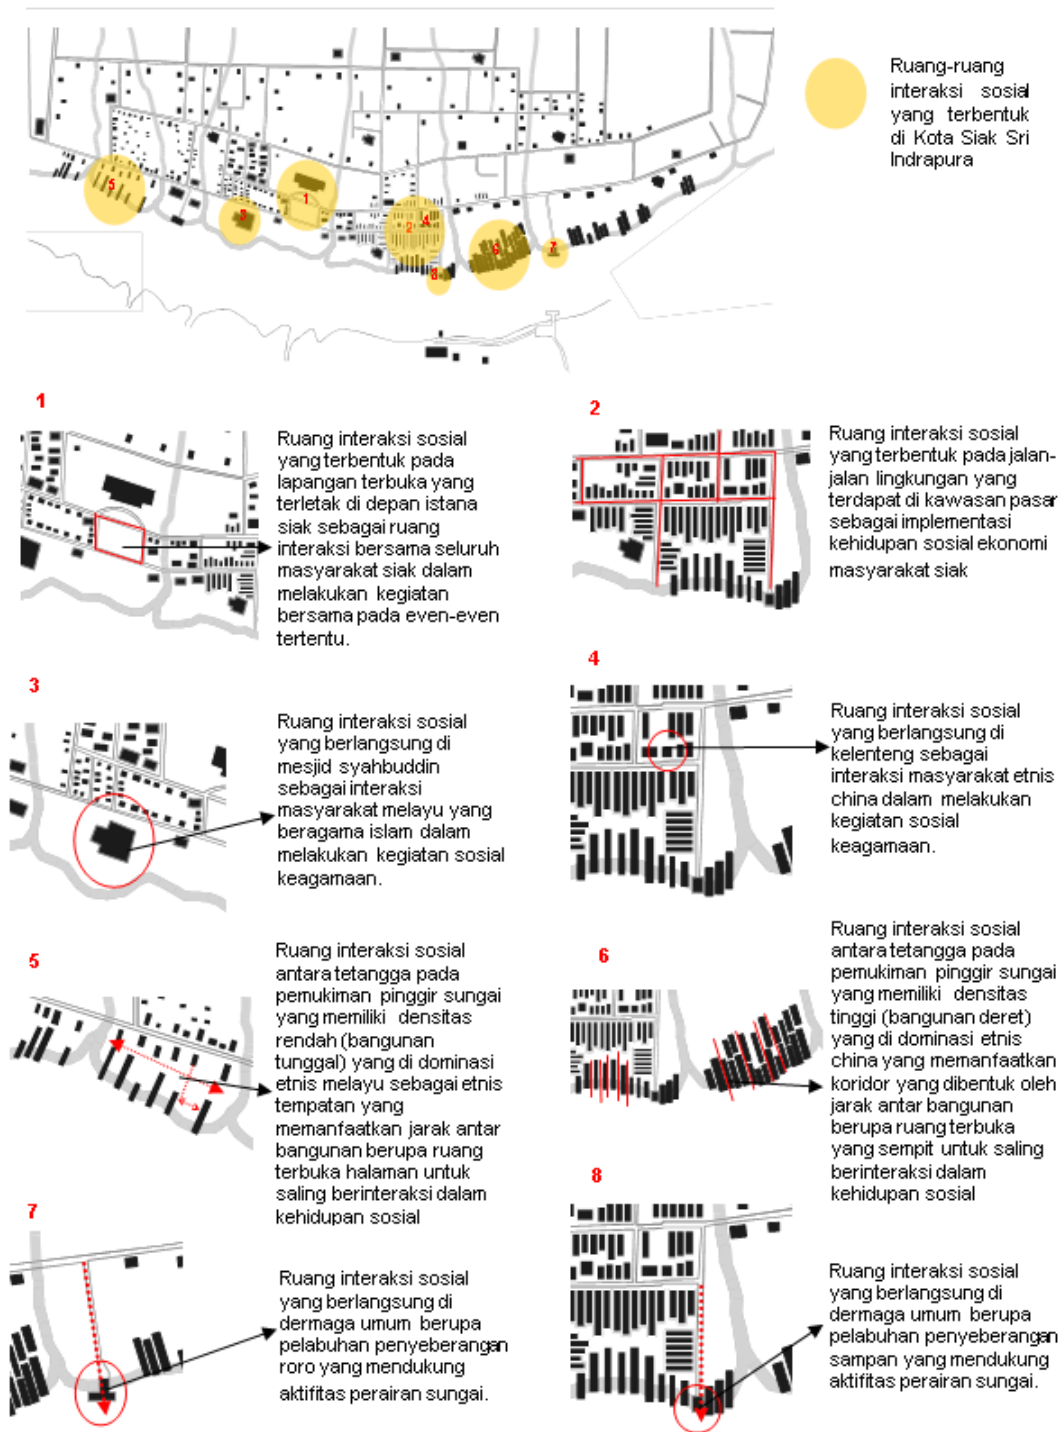 Ruang-ruang
interaksi sosial
yang terbentuk
di Kota Siak Sri
Indrapura
5
3
1
2
4
8
6
7
1
Ruang interaksi sosial
yang terbentuk pada
lapangan terbuka yang
terletak di depan istana
siak sebagai ruang
interaksi bersama seluruh
masyarakat siak dalam
melakukan kegiatan
bersama pada even-even
tertentu.
2
Ruang interaksi sosial
yang terbentuk pada jalan-
jalan lingkungan yang
terdapat di kawasan pasar
sebagai implementasi
kehidupan sosial ekonomi
masyarakat siak
3
Ruang interaksi sosial
yang berlangsung di
mesjid syahbuddin
sebagai interaksi
masyarakat melayu yang
beragama islam dalam
melakukan kegiatan sosial
keagamaan.
4
Ruang interaksi sosial
yang berlangsung di
kelenteng sebagai
interaksi masyarakat etnis
china dalam melakukan
kegiatan sosial
keagamaan.
5
Ruang interaksi sosial
antara tetangga pada
pemukiman pinggir sungai
yang memiliki densitas
rendah (bangunan
tunggal) yang di dominasi
etnis melayu sebagai etnis
tempatan yang
memanfaatkan jarak antar
bangunan berupa ruang
terbuka halaman untuk
saling berinteraksi dalam
kehidupan sosial
6
Ruang interaksi sosial
antara tetangga pada
pemukiman pinggir sungai
yang memiliki densitas
tinggi (bangunan deret)
yang di dominasi etnis
china yang memanfaatkan
koridor yang dibentuk oleh
jarak antar bangunan
berupa ruang terbuka
yang sempit untuk saling
berinteraksi dalam
kehidupan sosial
7
Ruang interaksi sosial
yang berlangsung di
dermaga umum berupa
pelabuhan penyeberangan
roro yang mendukung
aktifitas perairan sungai.
8
Ruang interaksi sosial
yang berlangsung di
dermaga umum berupa
pelabuhan penyeberangan
sampan yang mendukung
aktifitas perairan sungai.